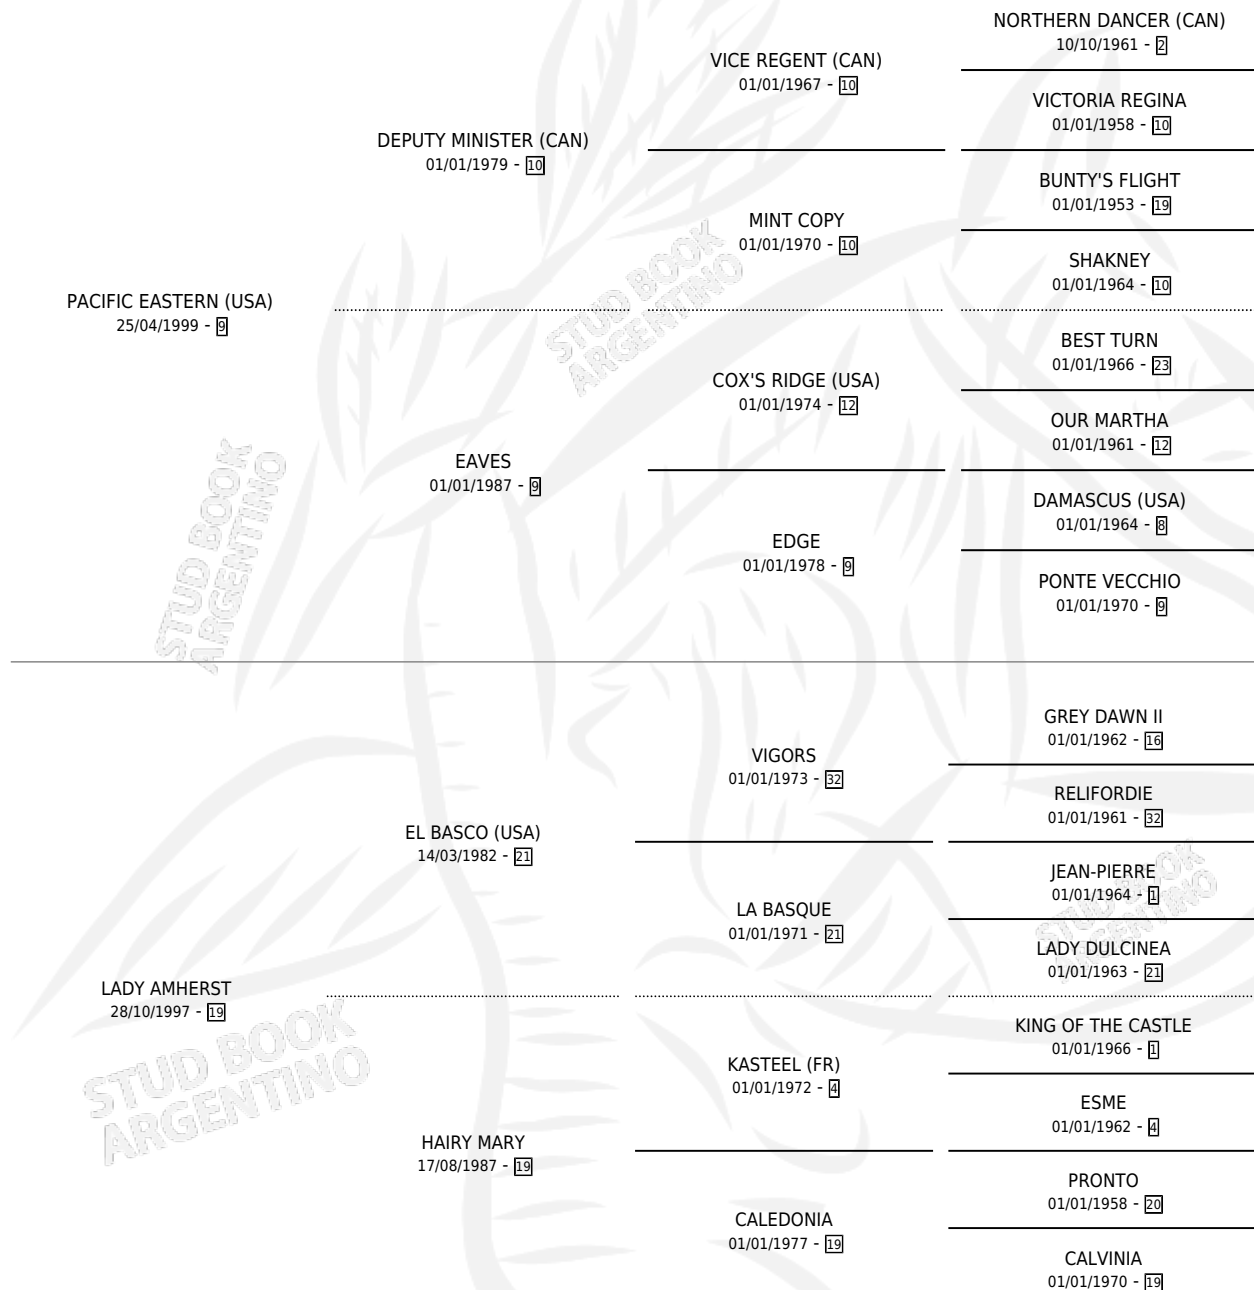 NORTHERN DANCER (CAN)
10/10/1961 - 2
VICE REGENT (CAN)
01/01/1967 - 10
VICTORIA REGINA
01/01/1958 - 10
DEPUTY MINISTER (CAN)
01/01/1979 - 10
BUNTY'S FLIGHT
01/01/1953 - 19
MINT COPY
01/01/1970 - 10
SHAKNEY
01/01/1964 - 10
PACIFIC EASTERN (USA)
25/04/1999 - 9
BEST TURN
01/01/1966 - 23
COX'S RIDGE (USA)
01/01/1974 - 12
OUR MARTHA
01/01/1961 - 12
EAVES
01/01/1987 - 9
DAMASCUS (USA)
01/01/1964 - 8
EDGE
01/01/1978 - 9
PONTE VECCHIO
01/01/1970 - 9
GREY DAWN II
01/01/1962 - 16
VIGORS
01/01/1973 - 32
RELIFORDIE
01/01/1961 - 32
EL BASCO (USA)
14/03/1982 - 21
JEAN-PIERRE
01/01/1964 - 1
LA BASQUE
01/01/1971 - 21
LADY DULCINEA
01/01/1963 - 21
LADY AMHERST
28/10/1997 - 19
KING OF THE CASTLE
01/01/1966 - 1
KASTEEL (FR)
01/01/1972 - 4
ESME
01/01/1962 - 4
HAIRY MARY
17/08/1987 - 19
PRONTO
01/01/1958 - 20
CALEDONIA
01/01/1977 - 19
CALVINIA
01/01/1970 - 19
STUD BOOK
ARGENTINO
STUD BOOK
ARGENTINO
STUD BOOK
ARGENTINO
STUD BOOK
ARGENTINO